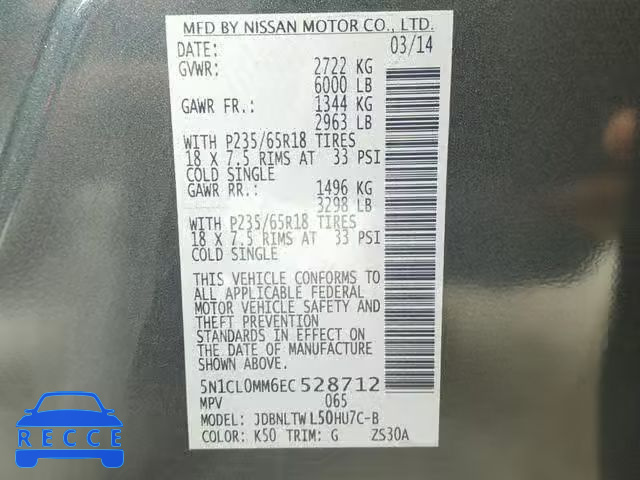 MFD BY NISSAN MOTOR CO., LTD.
DATE: 03/14
GVWR: 2722 KG
6000 LB
GAWR FR.: 1344 KG
2963 LB
WITH P235/65R18 TIRES
18 X 7.5 RIMS AT 33 PSI
COLD SINGLE
GAWR RR.: 1496 KG
3298 LB
WITH P235/65R18 TIRES
18 X 7.5 RIMS AT 33 PSI
COLD SINGLE
THIS VEHICLE CONFORMS TO
ALL APPLICABLE FEDERAL
MOTOR VEHICLE SAFETY AND
THEFT PREVENTION
STANDARDS IN EFFECT ON
THE DATE OF MANUFACTURE
SHOWN ABOVE.
5N1CL0MM6EC528712
MPV 065
MODEL: JDBNLTWL50HU7C-B
COLOR: K50 TRIM: G ZS30A
RECCE.EU
RECCE.EU